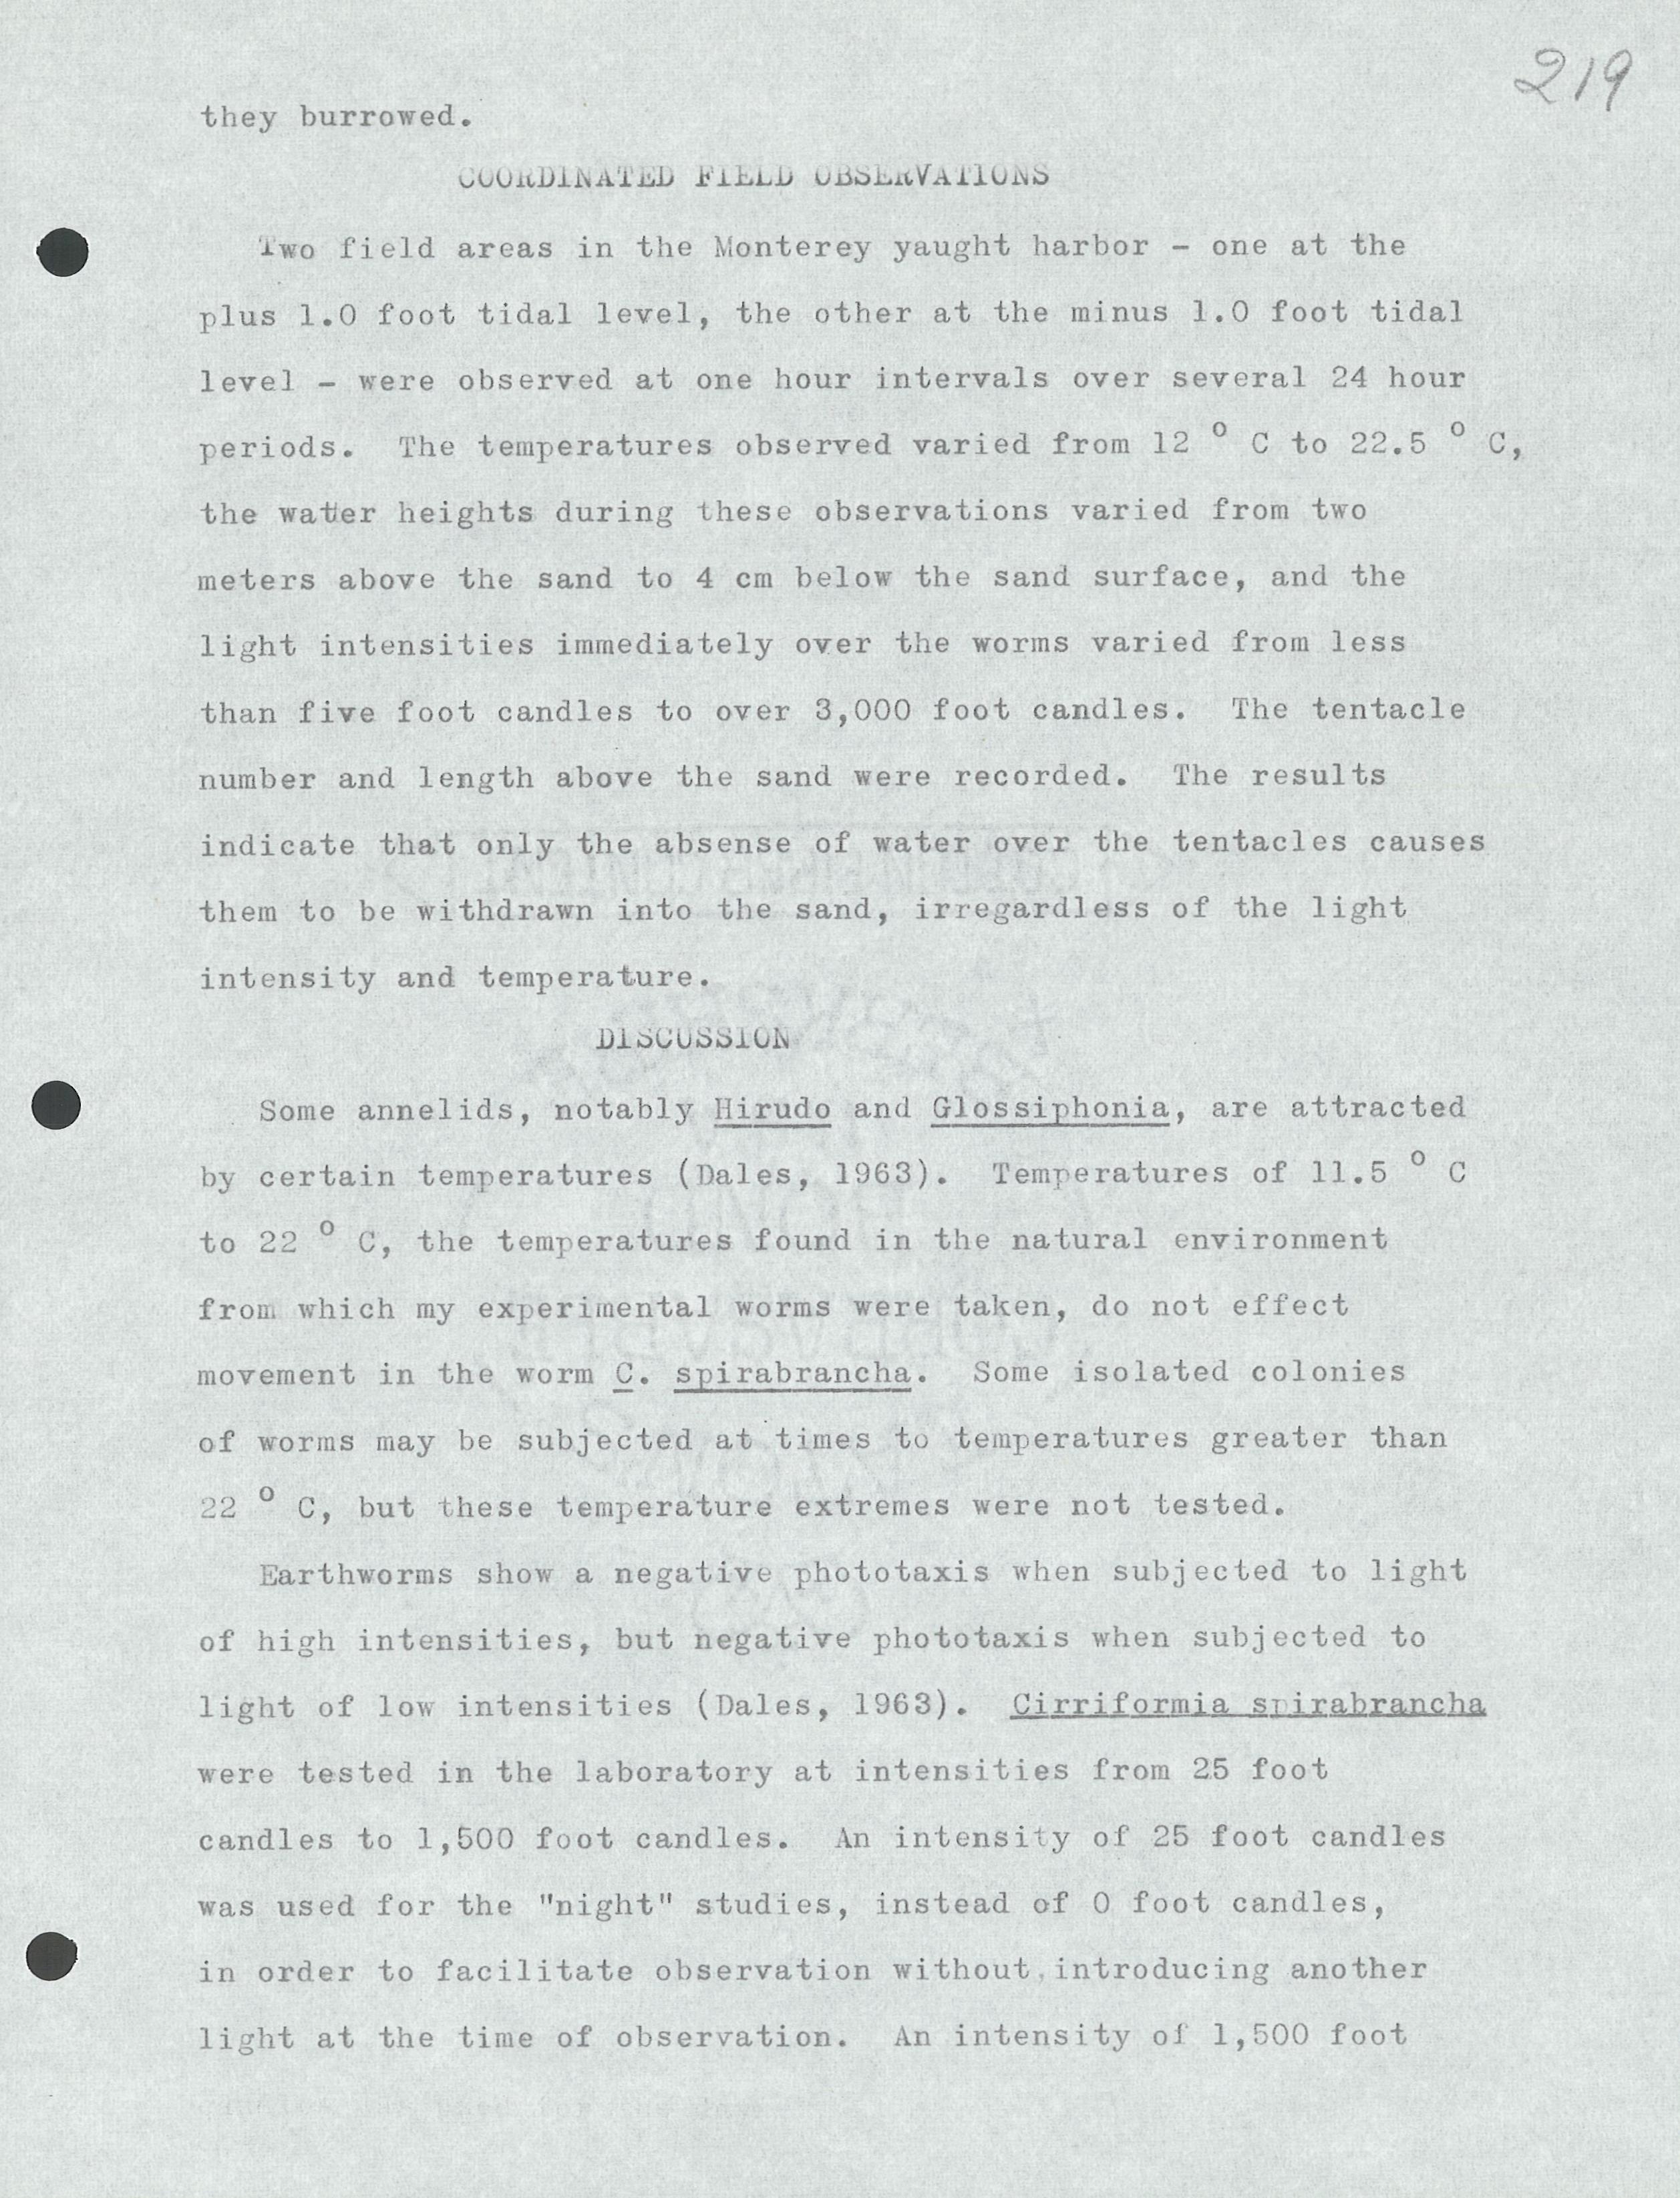 219
they burrowed.
COORDINATED FIELD OBSERVATIONS
Two field areas in the Monterey yaught harbor - one at the
plus 1.0 foot tidal level, the other at the minus 1.0 foot tidal
level - were observed at one hour intervals over several 24 hour
periods. The temperatures observed varied from 12 º C to 22.5 º C,
the water heights during these observations varied from two
meters above the sand to 4 cm below the sand surface, and the
light intensities immediately over the worms varied from less
than five foot candles to over 3,000 foot candles. The tentacle
number and length above the sand were recorded. The results
indicate that only the absense of water over the tentacles causes
them to be withdrawn into the sand, irregardless of the light
intensity and temperature.
DISCUSSION
Some annelids, notably Hirudo and Glossiphonia, are attracted
by certain temperatures (Dales, 1963). Temperatures of 11.5 º C
to 22 º C, the temperatures found in the natural environment
from which my experimental worms were taken, do not effect
movement in the worm C. spirabrancha. Some isolated colonies
of worms may be subjected at times to temperatures greater than
22 º C, but these temperature extremes were not tested.
Earthworms show a negative phototaxis when subjected to light
of high intensities, but negative phototaxis when subjected to
light of low intensities (Dales, 1963). Cirriformia spirabrancha
were tested in the laboratory at intensities from 25 foot
candles to 1,500 foot candles. An intensity of 25 foot candles
was used for the "night" studies, instead of 0 foot candles,
in order to facilitate observation without introducing another
light at the time of observation. An intensity of 1,500 foot